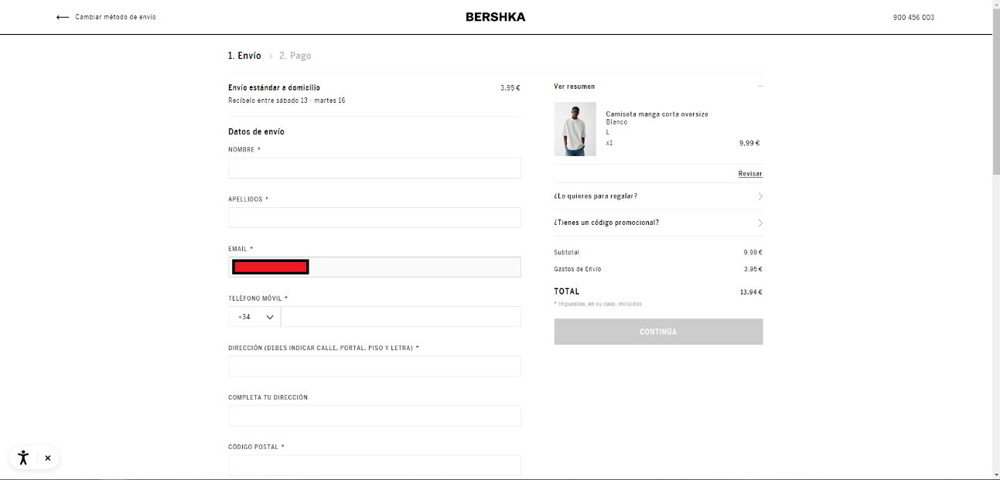 Cambiar método de envío
BERSHKA
900 456 003
1. Envío > 2. Pago
Envío estándar a domicilio 3,95 €
Recíbelo entre sábado 13 - martes 16
Datos de envío
NOMBRE *
APELLIDOS *
EMAIL *
TELÉFONO MÓVIL *
+34
DIRECCIÓN (DEBES INDICAR CALLE, PORTAL, PISO Y LETRA) *
COMPLETA TU DIRECCIÓN
CÓDIGO POSTAL *
Ver resumen
Camiseta manga corta oversize
Blanco
L
x1 9,99 €
Revisar
¿Lo quieres para regalar?
¿Tienes un código promocional?
Subtotal 9,99 €
Gastos de Envío 3,95 €
TOTAL 13,94 €
* Impuestos, en su caso, incluidos
CONTINÚA